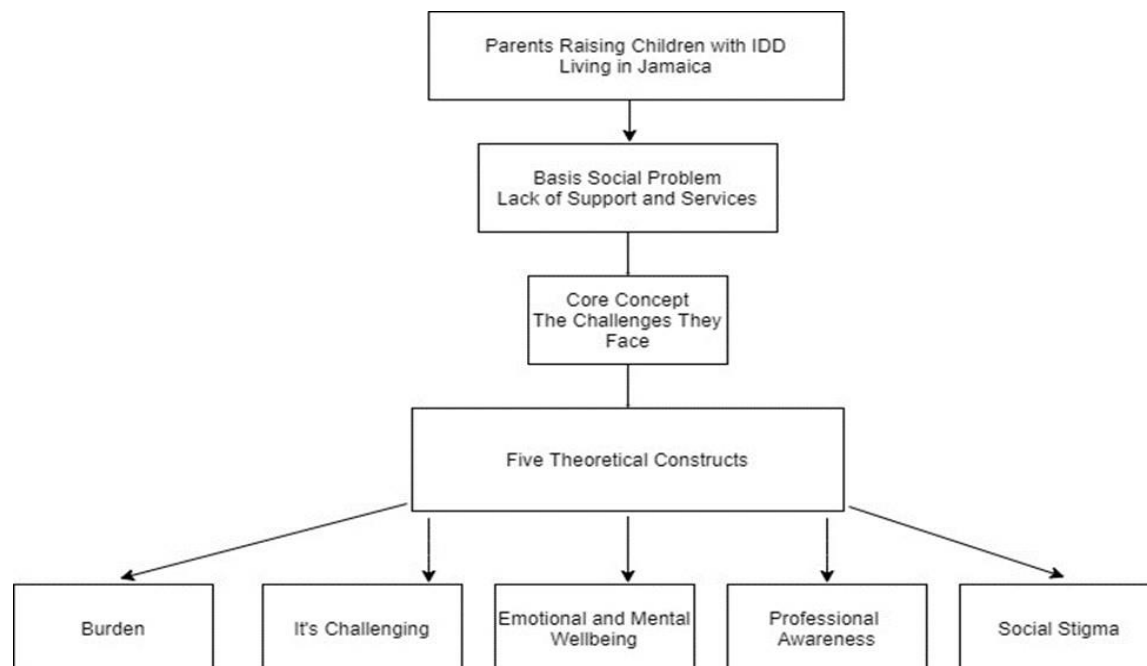 Parents Raising Children with IDD
Living in Jamaica
Basis Social Problem
Lack of Support and Services
Core Concept
The Challenges They
Face
Five Theoretical Constructs
Burden
It's Challenging
Emotional and Mental
Wellbeing
Professional
Awareness
Social Stigma